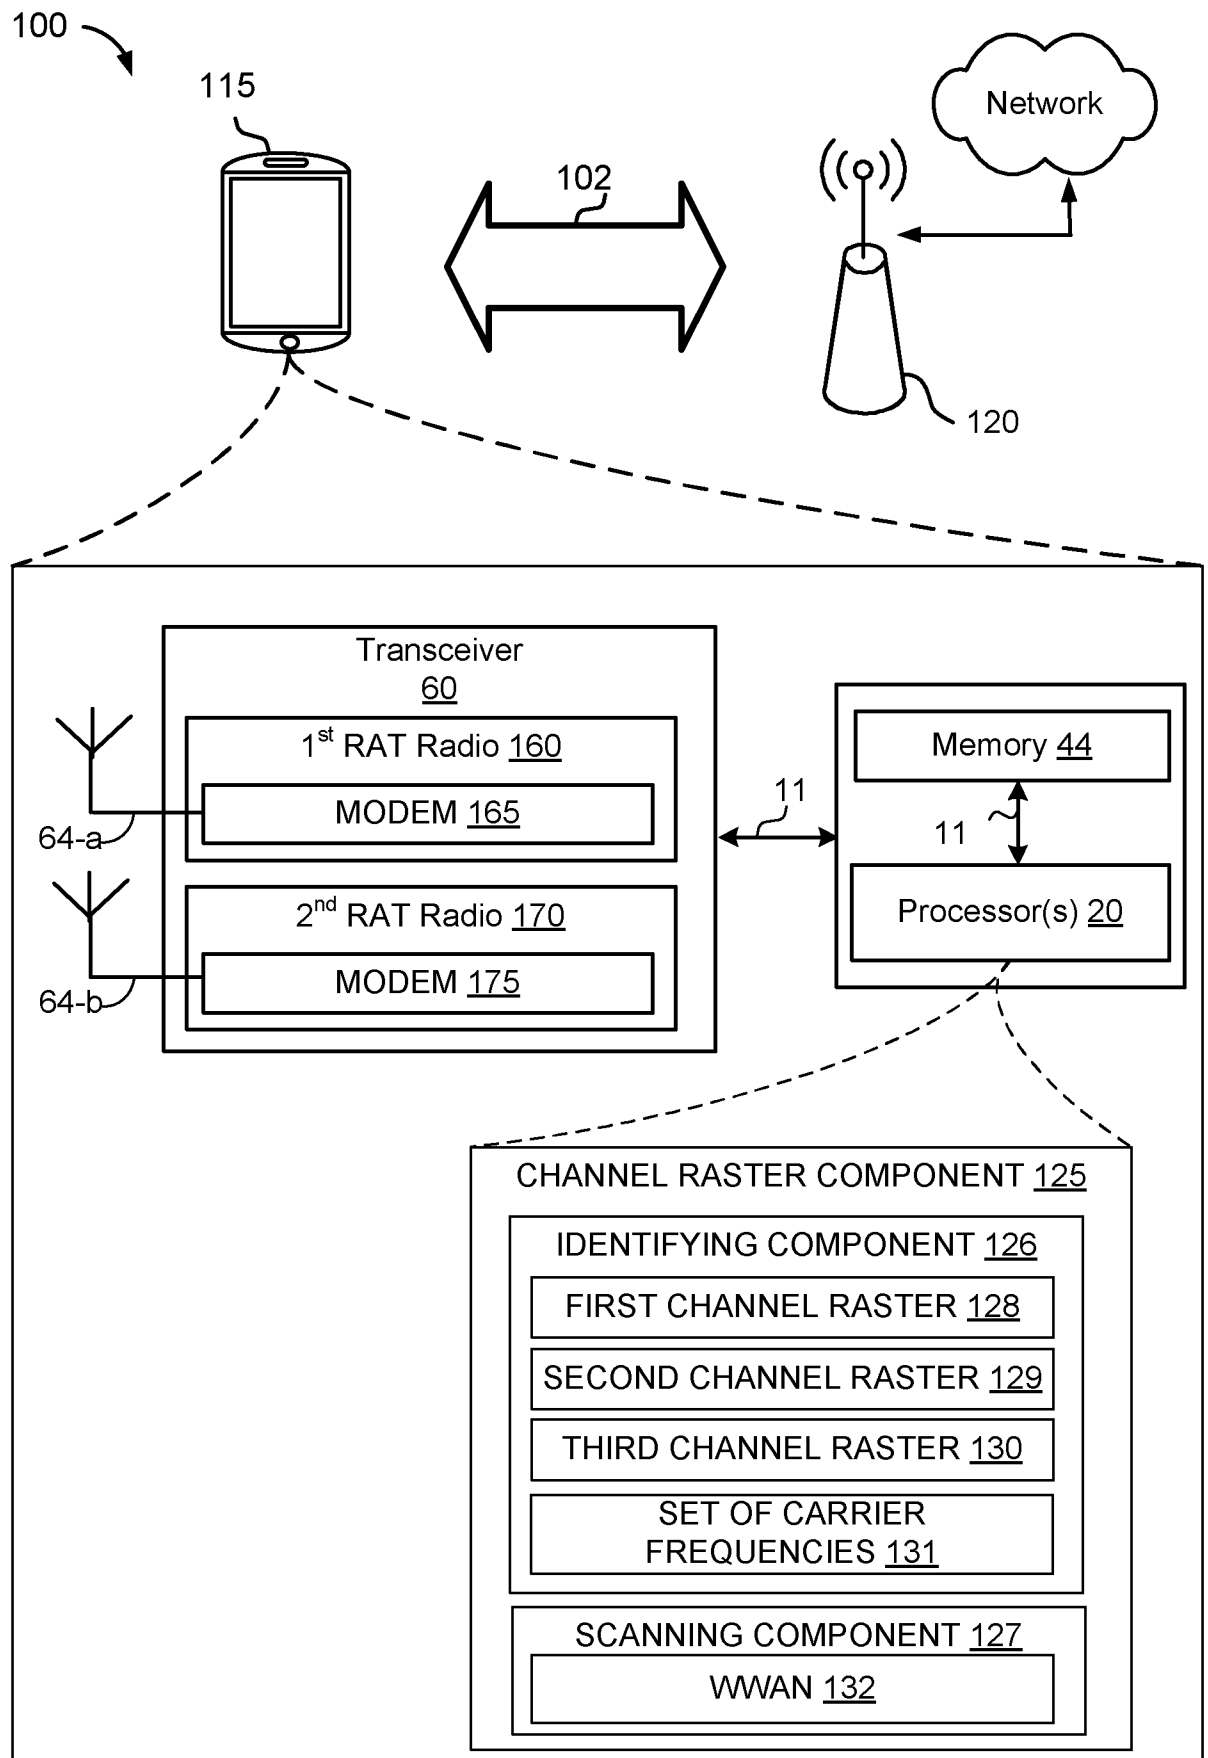 100
115
Network
102
120
Transceiver
60
1st RAT Radio 160
MODEM 165
64-a
2nd RAT Radio 170
MODEM 175
64-b
11
Memory 44
11
Processor(s) 20
CHANNEL RASTER COMPONENT 125
IDENTIFYING COMPONENT 126
FIRST CHANNEL RASTER 128
SECOND CHANNEL RASTER 129
THIRD CHANNEL RASTER 130
SET OF CARRIER
FREQUENCIES 131
SCANNING COMPONENT 127
WWAN 132